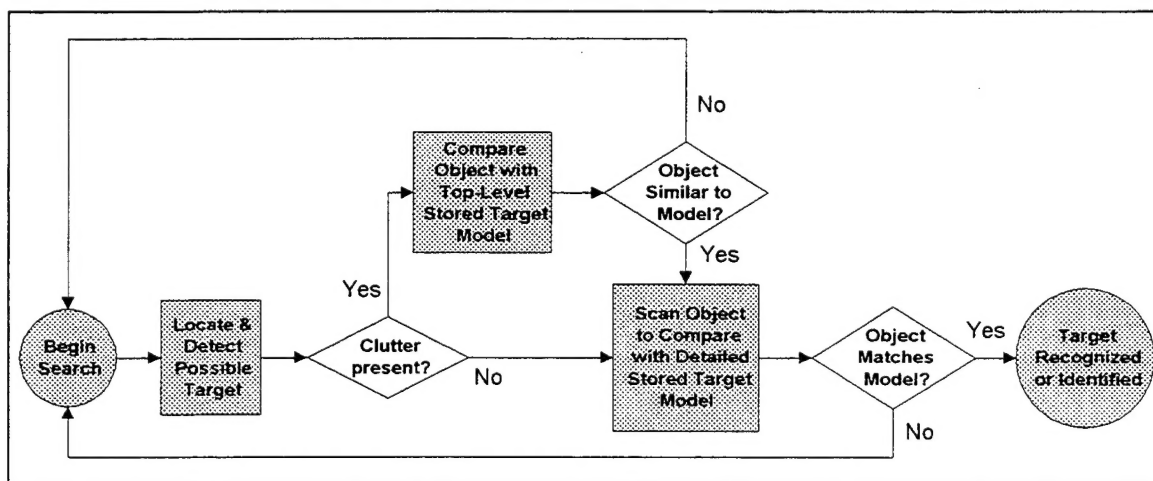 No
Compare
Object with
Top-Level
Stored Target
Model
Object
Similar to
Model?
Yes
Yes
Begin
Search
Locate &
Detect
Possible
Target
Clutter
present?
No
Scan Object
to Compare
with Detailed
Stored Target
Model
Object
Matches
Model?
Yes
No
Target
Recognized
or Identified